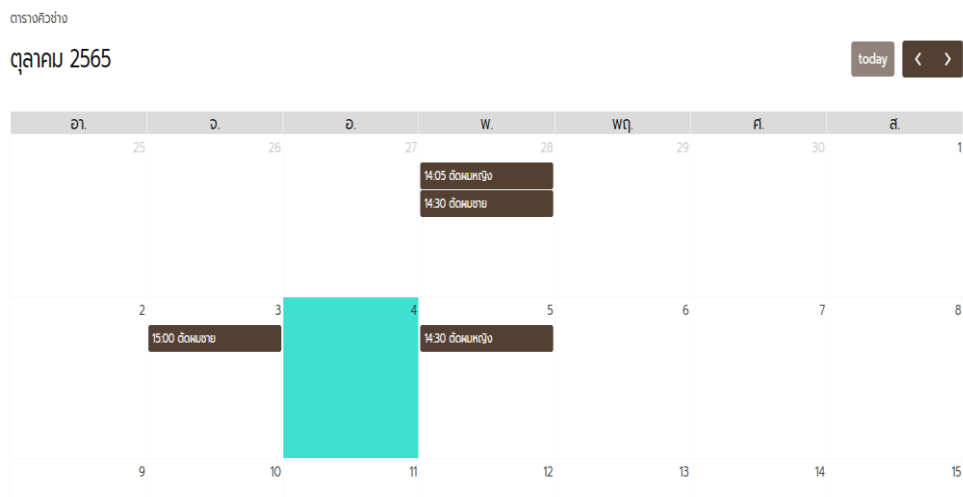 ตารางคิวช่าง
ตุลาคม 2565
today
อา. จ. อ. พ. พฤ. ศ. ส.
25 26 27 28 29 30 1
14:05 ตัดผมหญิง
14:30 ตัดผมชาย
2 3 4 5 6 7 8
15:00 ตัดผมชาย
14:30 ตัดผมหญิง
9 10 11 12 13 14 15